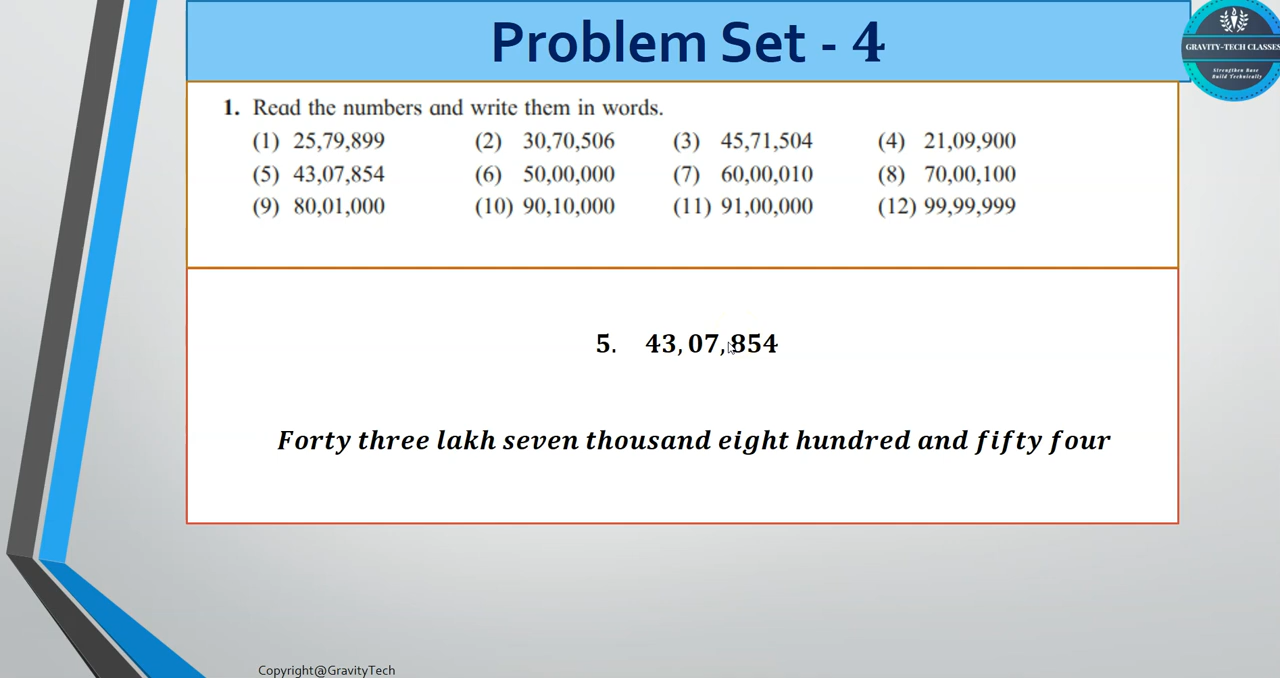 Problem Set - 4
GRAVITY-TECH CLASSES
Strengthen Base
Build Technically
1. Read the numbers and write them in words.
(1) 25,79,899 (2) 30,70,506 (3) 45,71,504 (4) 21,09,900
(5) 43,07,854 (6) 50,00,000 (7) 60,00,010 (8) 70,00,100
(9) 80,01,000 (10) 90,10,000 (11) 91,00,000 (12) 99,99,999
5. 43, 07, 854
Forty three lakh seven thousand eight hundred and fifty four
Copyright@GravityTech